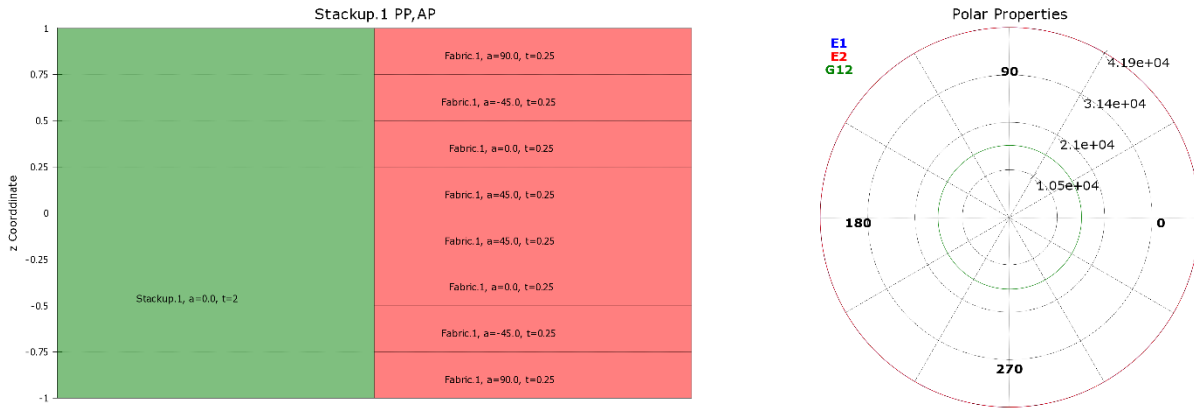 Stackup.1 PP,AP
z Coorddinate
1
0.75
0.5
0.25
0
-0.25
-0.5
-0.75
-1
Stackup.1, a=0.0, t=2
Fabric.1, a=90.0, t=0.25
Fabric.1, a=-45.0, t=0.25
Fabric.1, a=0.0, t=0.25
Fabric.1, a=45.0, t=0.25
Fabric.1, a=45.0, t=0.25
Fabric.1, a=0.0, t=0.25
Fabric.1, a=-45.0, t=0.25
Fabric.1, a=90.0, t=0.25
Polar Properties
E1
E2
G12
90
4.19e+04
3.14e+04
2.1e+04
1.05e+04
180
0
270